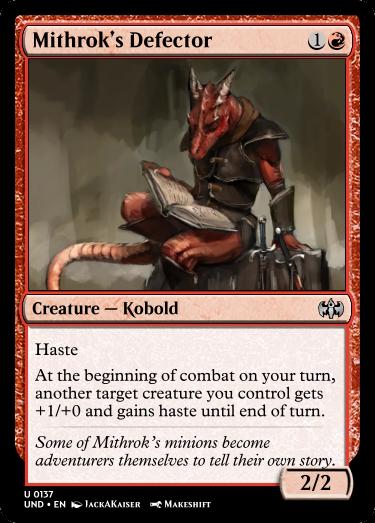 Mithrok's Defector 1
Creature — Kobold
Haste
At the beginning of combat on your turn,
another target creature you control gets
+1/+0 and gains haste until end of turn.
Some of Mithrok's minions become
adventurers themselves to tell their own story.
2/2
U 0137
UND • EN JackAKaiser Makeshift